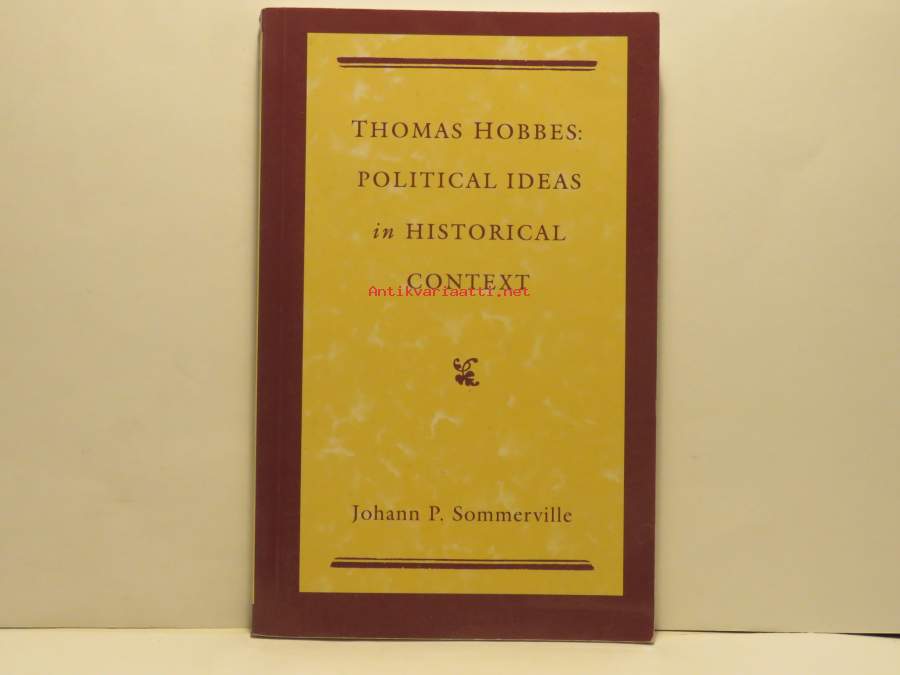 THOMAS HOBBES:
POLITICAL IDEAS
in HISTORICAL
CONTEXT
Antikvariaatti.net
Johann P. Sommerville